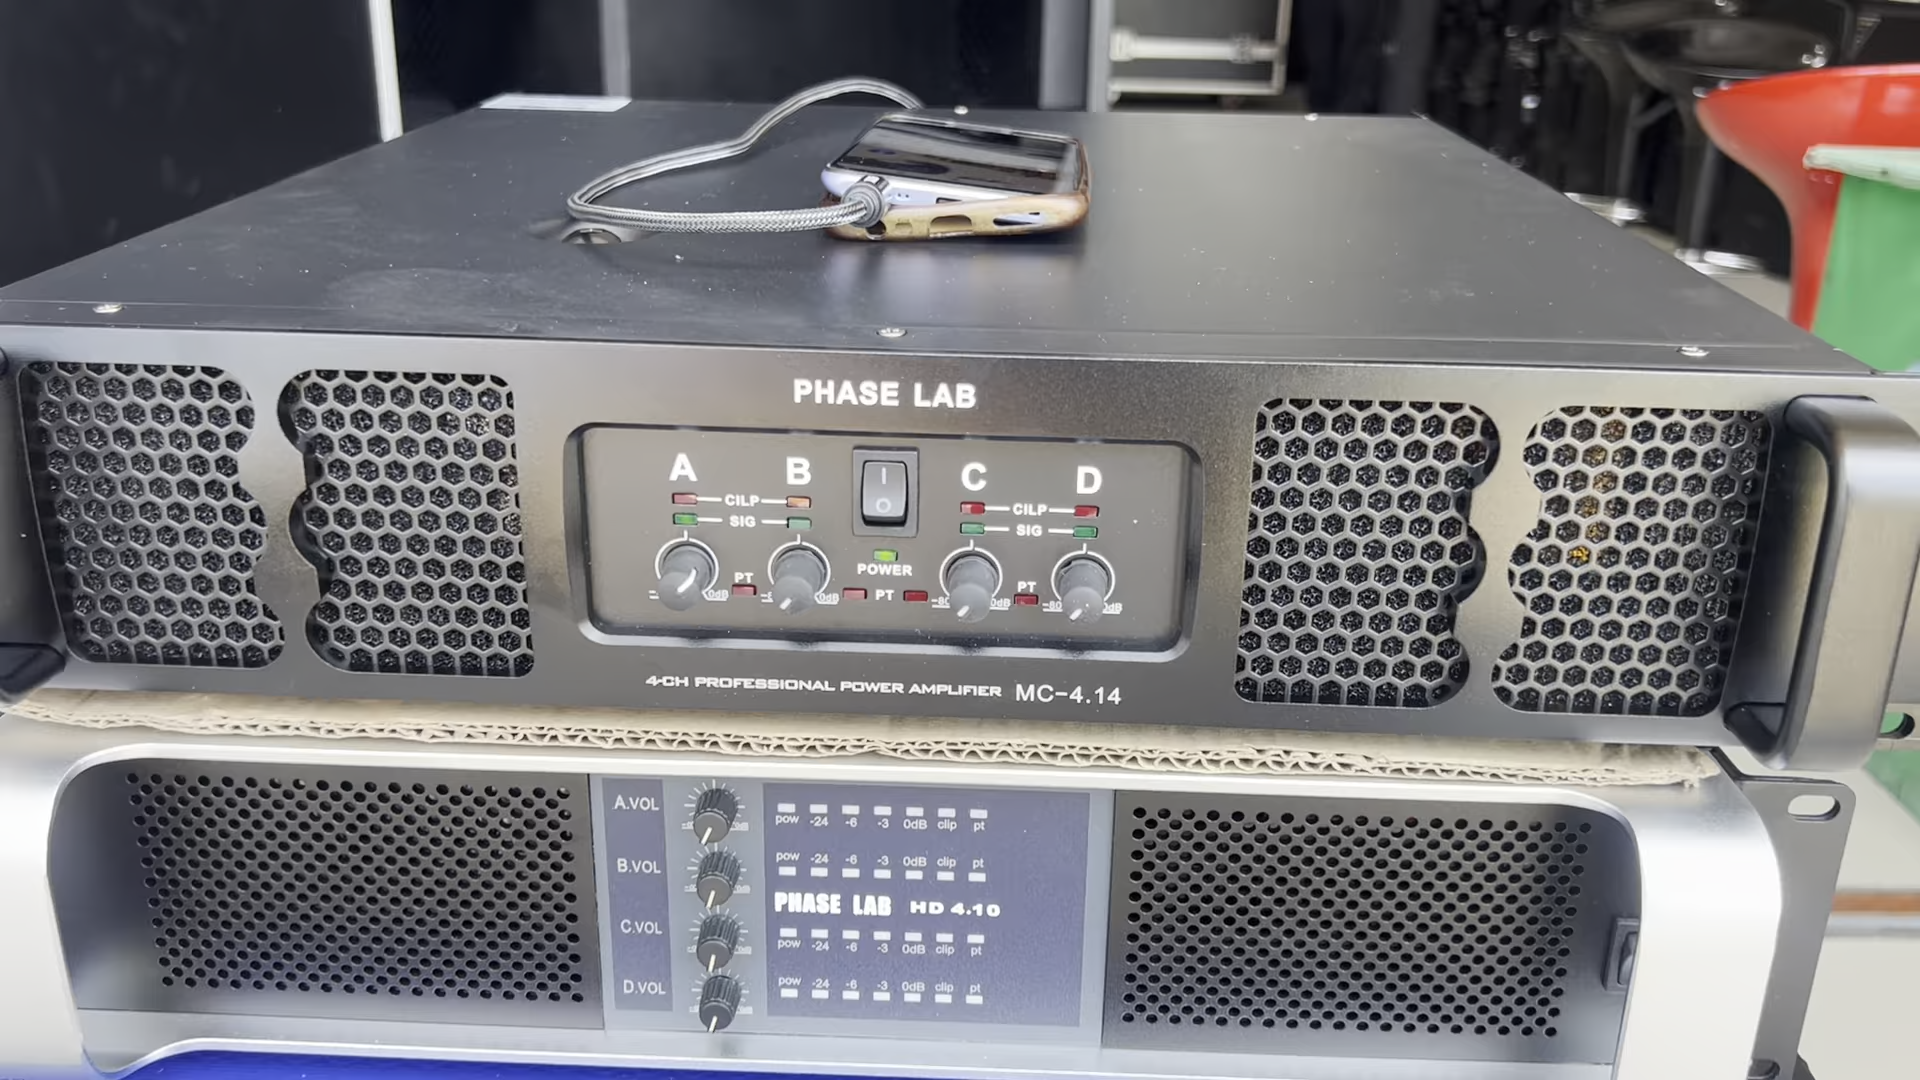 PHASE LAB
A B C D
CILP CILP
SIG SIG
I
O
POWER
PT PT PT
0dB 0dB -80 0dB -80 0dB
4-CH PROFESSIONAL POWER AMPLIFIER MC-4.14
A.VOL
pow -24 -6 -3 0dB clip pt
B.VOL
pow -24 -6 -3 0dB clip pt
PHASE LAB HD 4.10
C.VOL
pow -24 -6 -3 0dB clip pt
D.VOL
pow -24 -6 -3 0dB clip pt